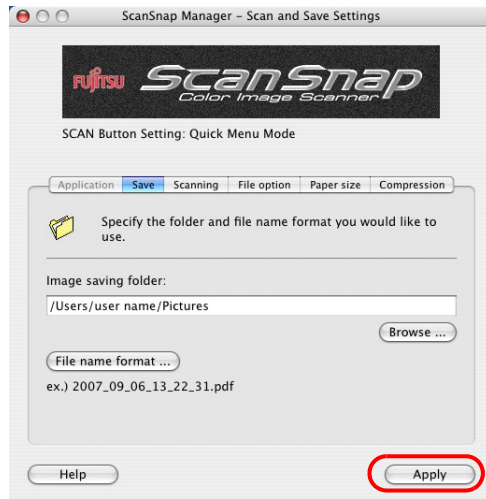 ScanSnap Manager – Scan and Save Settings
FUJITSU ScanSnap
Color Image Scanner
SCAN Button Setting: Quick Menu Mode
Application Save Scanning File option Paper size Compression
Specify the folder and file name format you would like to
use.
Image saving folder:
/Users/user name/Pictures
Browse ...
File name format ...
ex.) 2007_09_06_13_22_31.pdf
Help Apply